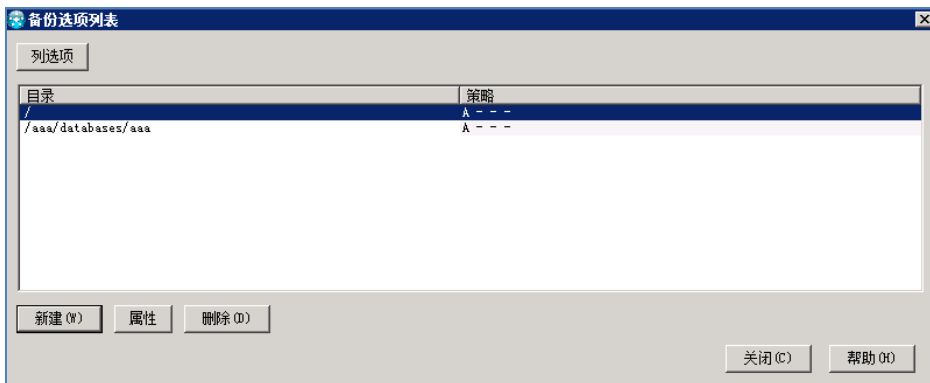 备份选项列表
列选项
目录 策略
/ A - - -
/aaa/databases/aaa A - - -
新建(W) 属性 删除(D)
关闭(C) 帮助(H)